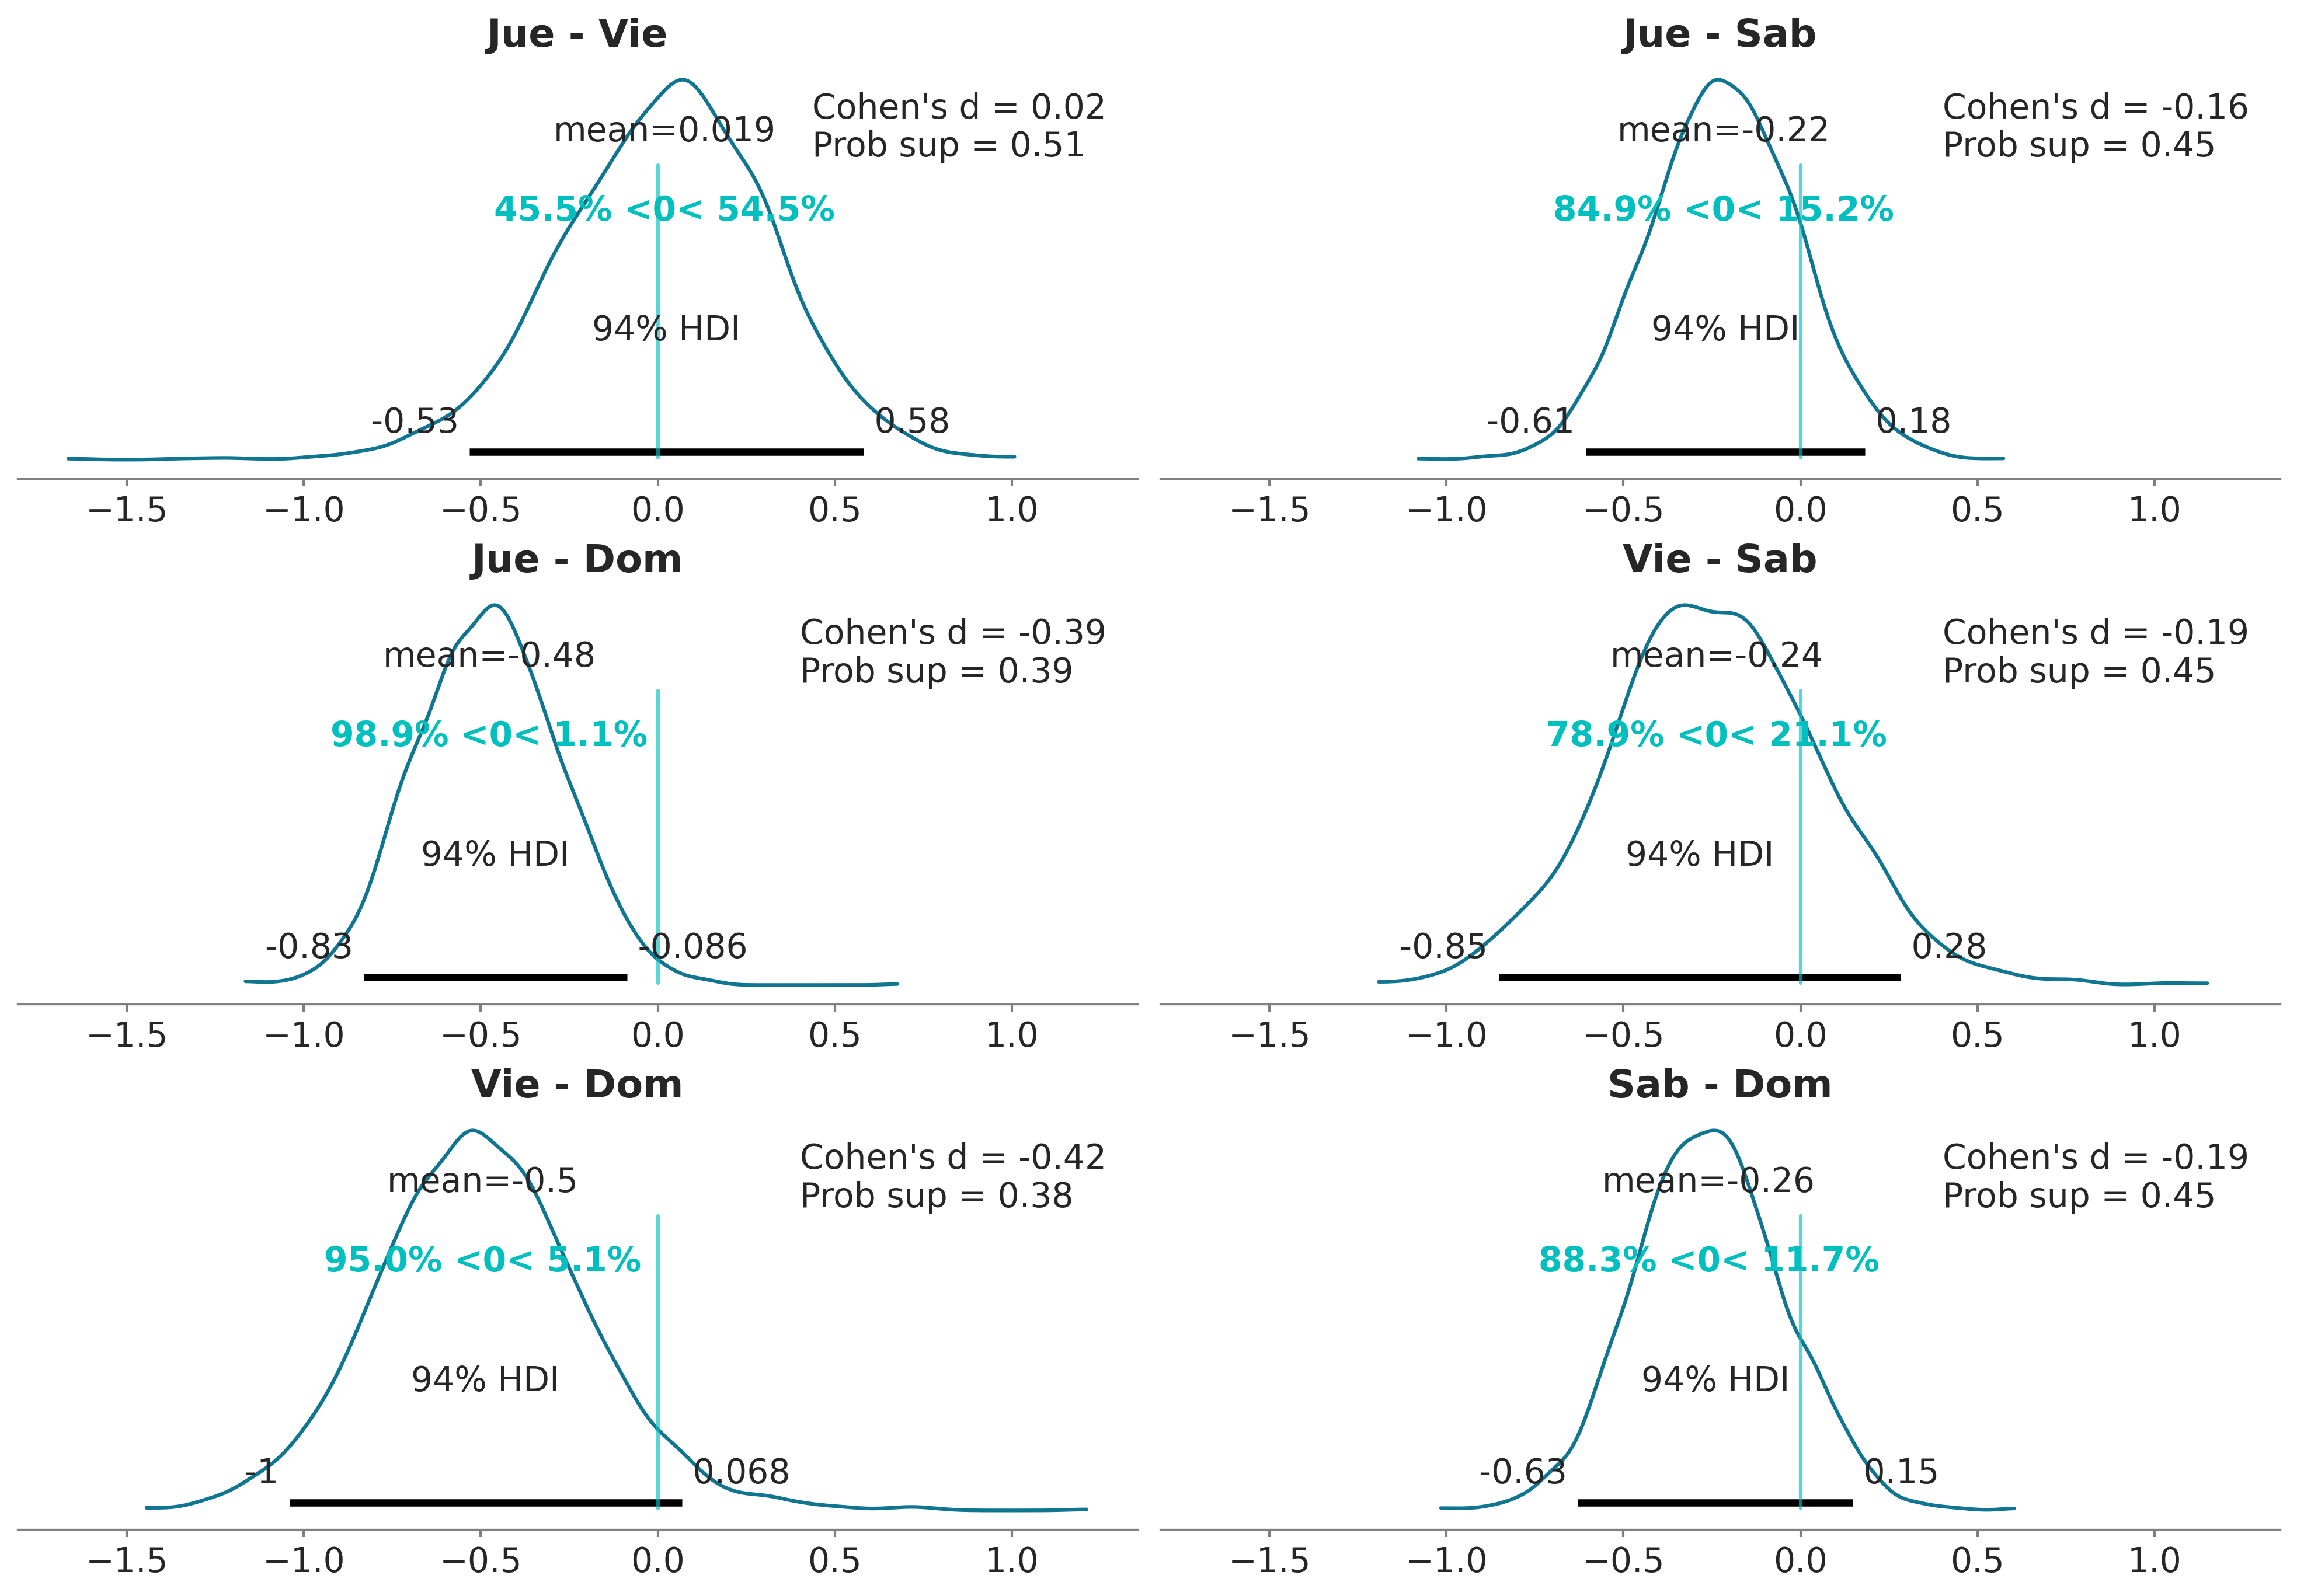 Jue - Vie
Cohen's d = 0.02
mean=0.019
Prob sup = 0.51
45.5% <0< 54.5%
94% HDI
-0.53
0.58
−1.5 −1.0 −0.5 0.0 0.5 1.0
Jue - Sab
Cohen's d = -0.16
mean=-0.22
Prob sup = 0.45
84.9% <0< 15.2%
94% HDI
-0.61
0.18
−1.5 −1.0 −0.5 0.0 0.5 1.0
Jue - Dom
Cohen's d = -0.39
mean=-0.48
Prob sup = 0.39
98.9% <0< 1.1%
94% HDI
-0.83
-0.086
−1.5 −1.0 −0.5 0.0 0.5 1.0
Vie - Sab
Cohen's d = -0.19
mean=-0.24
Prob sup = 0.45
78.9% <0< 21.1%
94% HDI
-0.85
0.28
−1.5 −1.0 −0.5 0.0 0.5 1.0
Vie - Dom
Cohen's d = -0.42
mean=-0.5
Prob sup = 0.38
95.0% <0< 5.1%
94% HDI
-1
0.068
−1.5 −1.0 −0.5 0.0 0.5 1.0
Sab - Dom
Cohen's d = -0.19
mean=-0.26
Prob sup = 0.45
88.3% <0< 11.7%
94% HDI
-0.63
0.15
−1.5 −1.0 −0.5 0.0 0.5 1.0